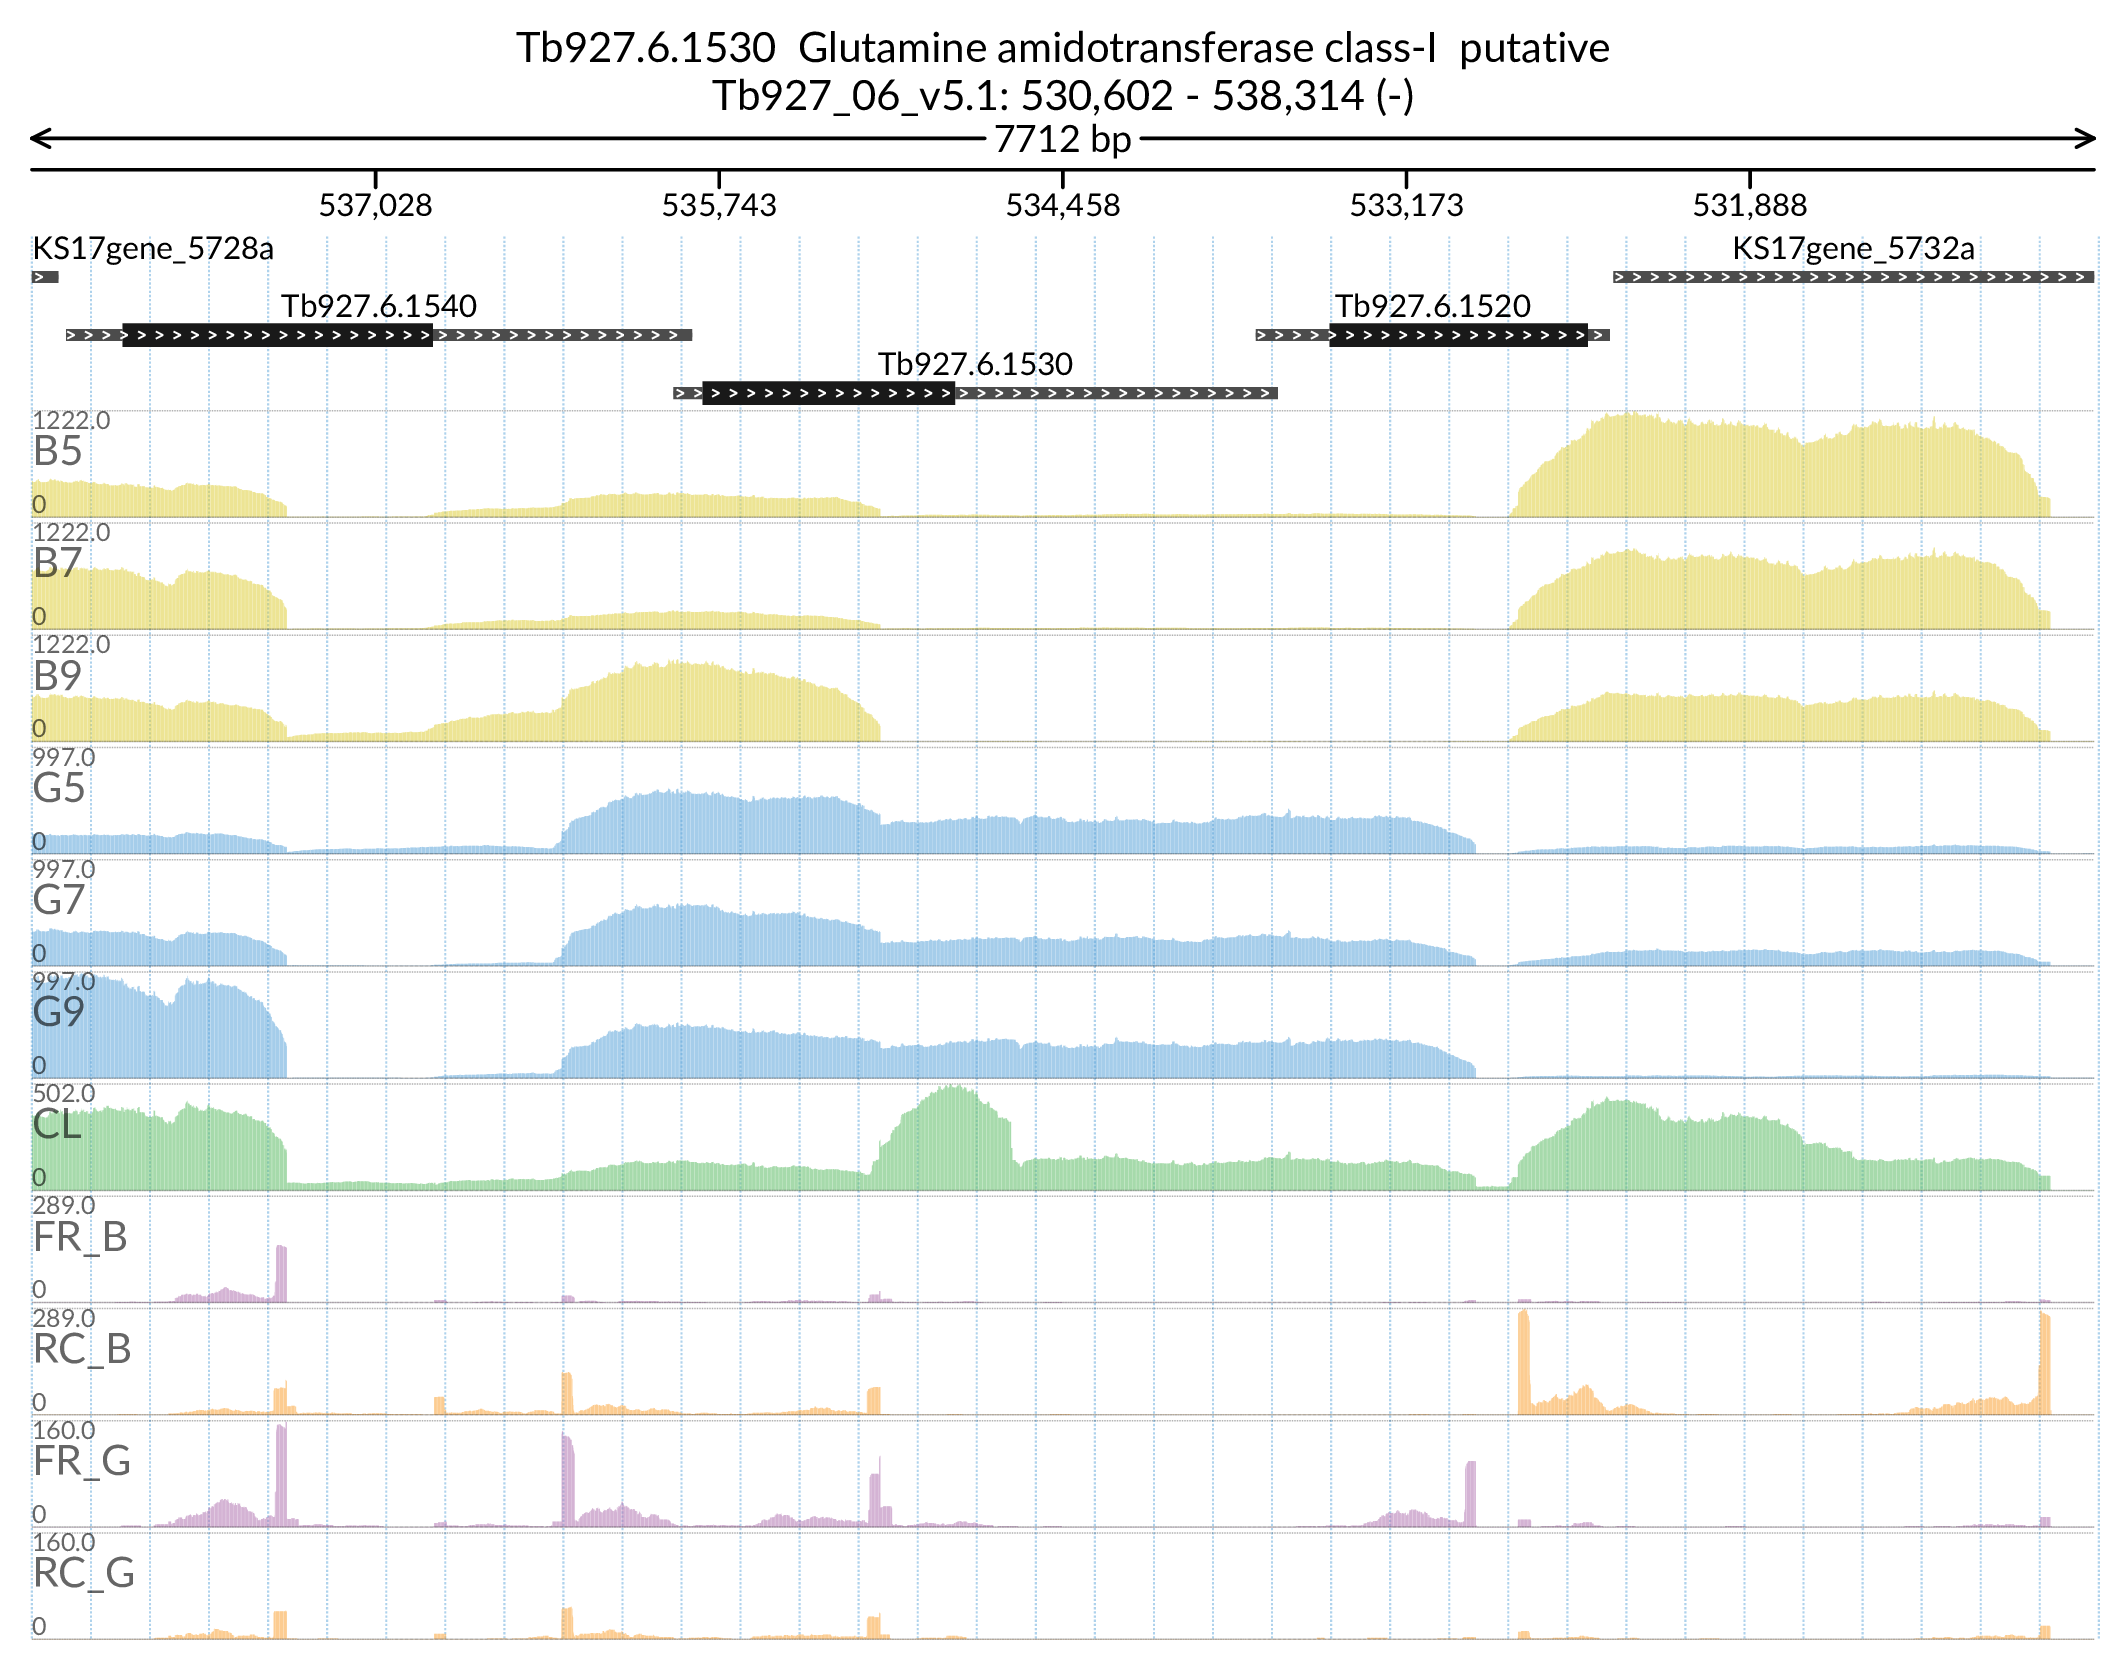 Tb927.6.1530  Glutamine amidotransferase class-I  putative
Tb927_06_v5.1: 530,602 - 538,314 (-)
7712 bp
537,028 535,743 534,458 533,173 531,888
KS17gene_5728a KS17gene_5732a
Tb927.6.1540 Tb927.6.1520
Tb927.6.1530
1222.0
B5
0
1222.0
B7
0
1222.0
B9
0
997.0
G5
0
997.0
G7
0
997.0
G9
0
502.0
CL
0
289.0
FR_B
0
289.0
RC_B
0
160.0
FR_G
0
160.0
RC_G
0